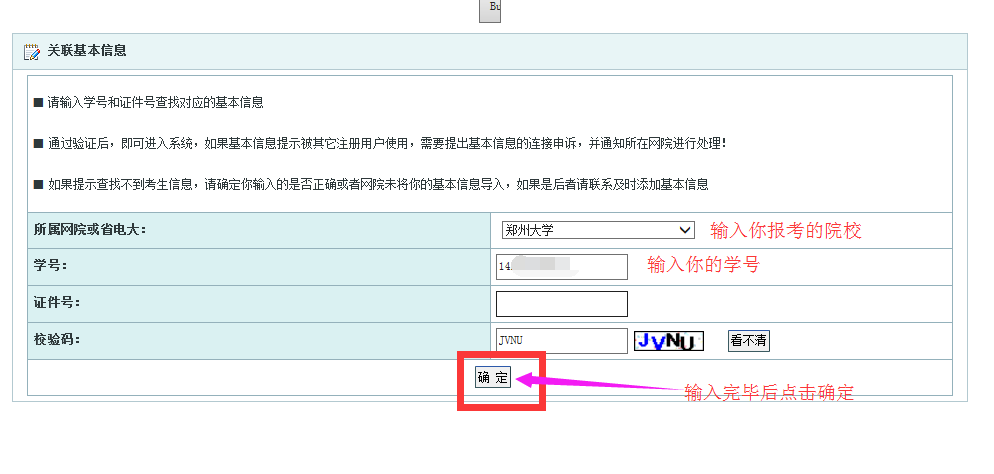 Bu
关联基本信息
■ 请输入学号和证件号查找对应的基本信息
■ 通过验证后，即可进入系统，如果基本信息提示被其它注册用户使用，需要提出基本信息的连接申诉，并通知所在网院进行处理！
■ 如果提示查找不到考生信息，请确定你输入的是否正确或者网院未将你的基本信息导入，如果是后者请联系及时添加基本信息
所属网院或省电大： 郑州大学 输入你报考的院校
学号： 14 输入你的学号
证件号：
校验码： JVNU JVNU 看不清
确 定
输入完毕后点击确定